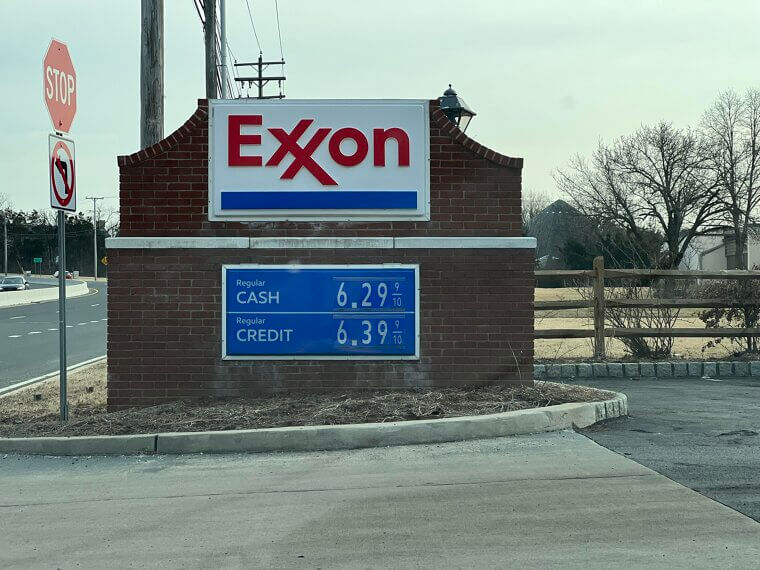 STOP
Exxon
Regular
CASH 6.29 9/10
Regular
CREDIT 6.39 9/10